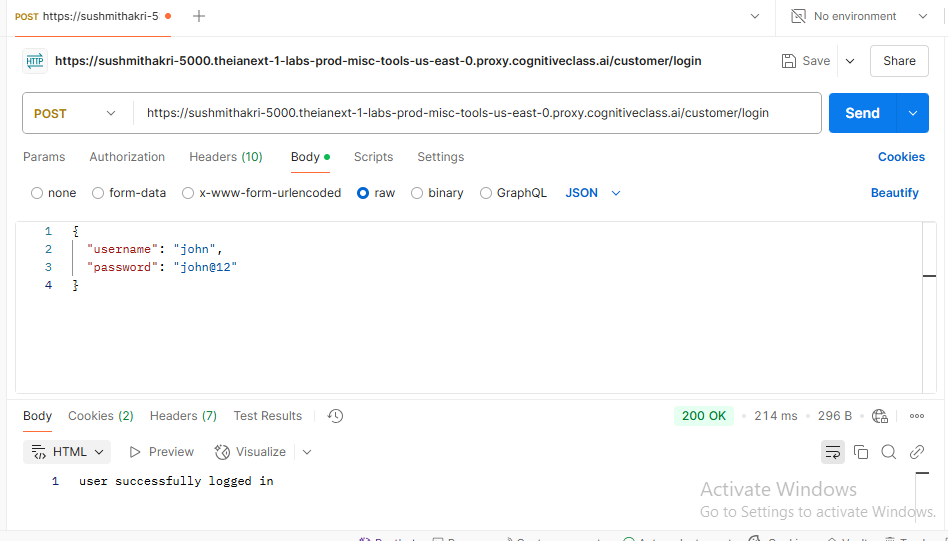 POST https://sushmithakri-5
No environment
HTTP https://sushmithakri-5000.theianext-1-labs-prod-misc-tools-us-east-0.proxy.cognitiveclass.ai/customer/login
Save
Share
POST https://sushmithakri-5000.theianext-1-labs-prod-misc-tools-us-east-0.proxy.cognitiveclass.ai/customer/login
Send
Params Authorization Headers (10) Body Scripts Settings Cookies
none form-data x-www-form-urlencoded raw binary GraphQL JSON Beautify
1 {
2 "username": "john",
3 "password": "john@12"
4 }
Body Cookies (2) Headers (7) Test Results 200 OK 214 ms 296 B
HTML Preview Visualize
1 user successfully logged in
Activate Windows
Go to Settings to activate Windows.